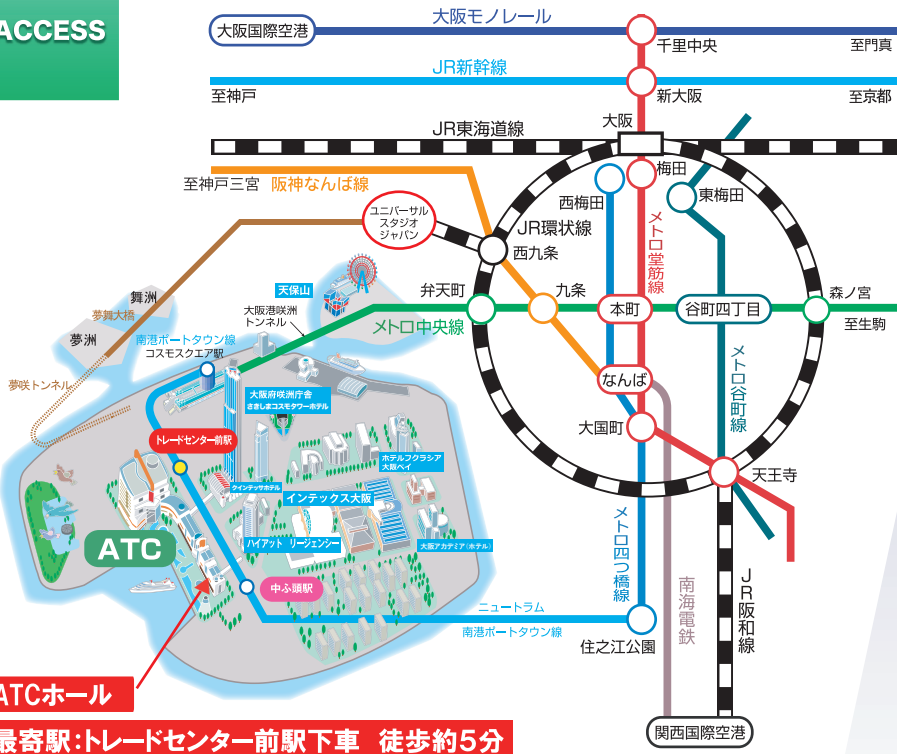 ACCESS
大阪国際空港
大阪モノレール
千里中央
至門真
JR新幹線
至神戸
新大阪
至京都
大阪
JR東海道線
至神戸三宮
阪神なんば線
梅田
西梅田
東梅田
ユニバーサル
スタジオ
ジャパン
JR環状線
西九条
メトロ堂筋線
天保山
舞洲
夢舞大橋
夢洲
大阪港咲洲
トンネル
弁天町
九条
本町
谷町四丁目
森ノ宮
至生駒
メトロ中央線
南港ポートタウン線
コスモスクエア駅
夢咲トンネル
なんば
メトロ谷町線
大阪府咲洲庁舎
さきしまコスモタワーホテル
トレードセンター前駅
大国町
ホテルフクラシア
大阪ベイ
天王寺
クインテッサホテル
インテックス大阪
ATC
ハイアット リージェンシー
大阪アカデミア(ホテル)
メトロ四つ橋線
中ふ頭駅
南海電鉄
JR阪和線
ニュートラム
南港ポートタウン線
住之江公園
ATCホール
関西国際空港
最寄駅:トレードセンター前駅下車 徒歩約5分